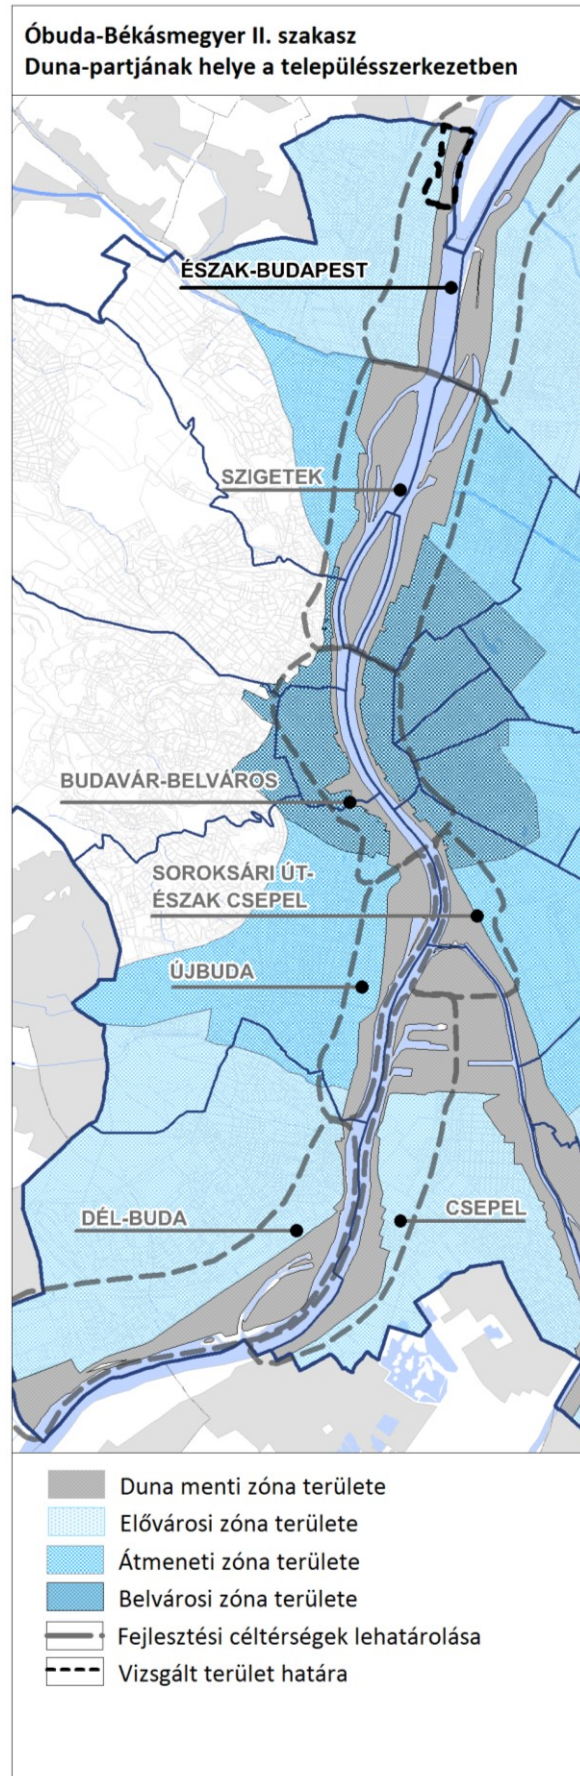 Óbuda-Békásmegyer II. szakasz
Duna-partjának helye a településszerkezetben
ÉSZAK-BUDAPEST
SZIGETEK
BUDAVÁR-BELVÁROS
SOROKSÁRI ÚT-
ÉSZAK CSEPEL
ÚJBUDA
DÉL-BUDA
CSEPEL
Duna menti zóna területe
Elővárosi zóna területe
Átmeneti zóna területe
Belvárosi zóna területe
Fejlesztési céltérségek lehatárolása
Vizsgált terület határa